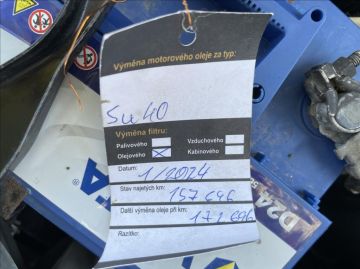 Výměna motorového oleje za typ:
5W40
Výměna filtru:
Palivového Vzduchového
Olejového Kabinového
Datum: 1/2024
Stav najetých km: 157 696
Další výměna oleje při km: 171 696
Razítko:
D24